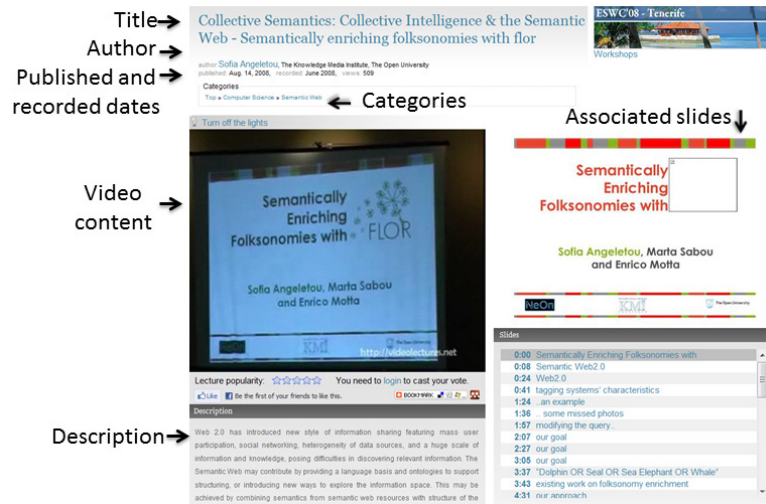 Title
Author
Published and
recorded dates
Collective Semantics: Collective Intelligence & the Semantic
Web - Semantically enriching folksonomies with flor
author: Sofia Angeletou, The Knowledge Media Institute, The Open University
published: Aug. 14, 2008, recorded: June 2008, views: 509
Categories
Top » Computer Science » Semantic Web
Categories
ESWC'08 - Tenerife
Workshops
Associated slides
Video
content
Turn off the lights
Semantically
Enriching
Folksonomies with FLOR
Sofia Angeletou, Marta Sabou
and Enrico Motta
NeOn
KMi
http://videolectures.net
Semantically
Enriching
Folksonomies with
Sofia Angeletou, Marta Sabou
and Enrico Motta
NeOn
KMi
The Open University
Lecture popularity: You need to login to cast your vote.
Like Be the first of your friends to like this.
BOOKMARK
Slides
0:00 Semantically Enriching Folksonomies with
0:08 Semantic Web2.0
0:24 Web2.0
0:41 tagging systems' characteristics
1:24 ..an example
1:36 .. some missed photos
1:57 modifying the query..
2:07 our goal
2:27 our goal
3:05 our goal
3:37 "Dolphin OR Seal OR Sea Elephant OR Whale"
3:43 existing work on folksonomy enrichment
4:31 our approach
Description
Description
Web 2.0 has introduced new style of information sharing featuring mass user
participation, social networking, heterogeneity of data sources, and a huge scale of
information and knowledge, posing difficulties in discovering relevant information. The
Semantic Web may contribute by providing a language basis and ontologies to support
structuring, or introducing new ways to explore the information space. This may be
achieved by combining semantics from semantic web resources with structure of the